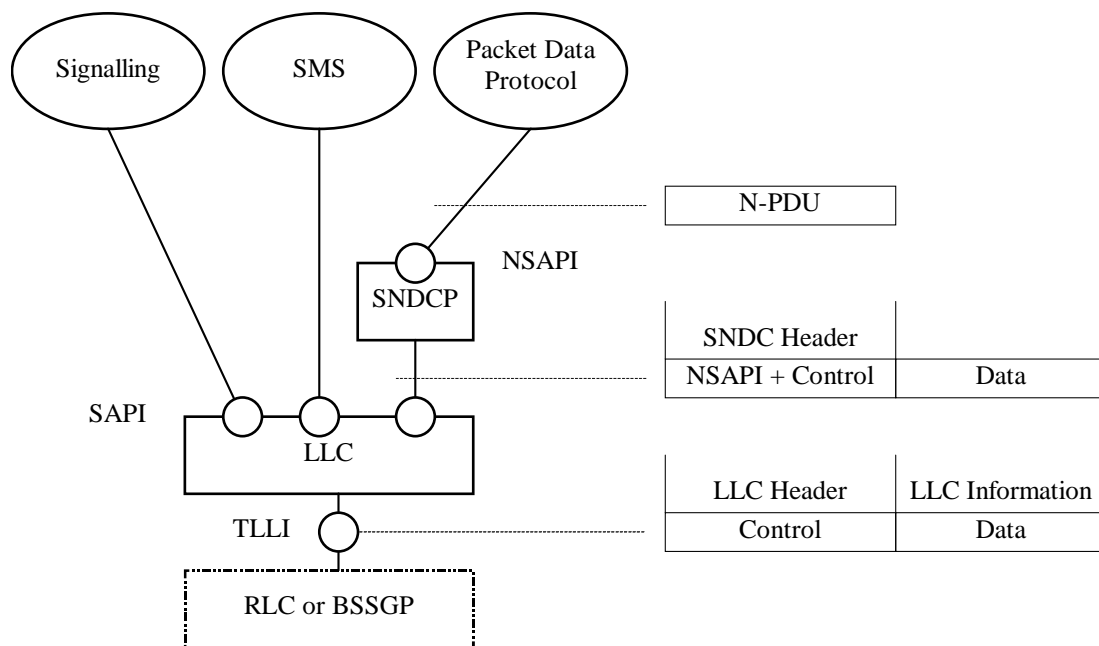 Signalling
SMS
Packet Data
Protocol
N-PDU
NSAPI
SNDCP
SNDC Header
NSAPI + Control
Data
SAPI
LLC
LLC Header
LLC Information
TLLI
Control
Data
RLC or BSSGP